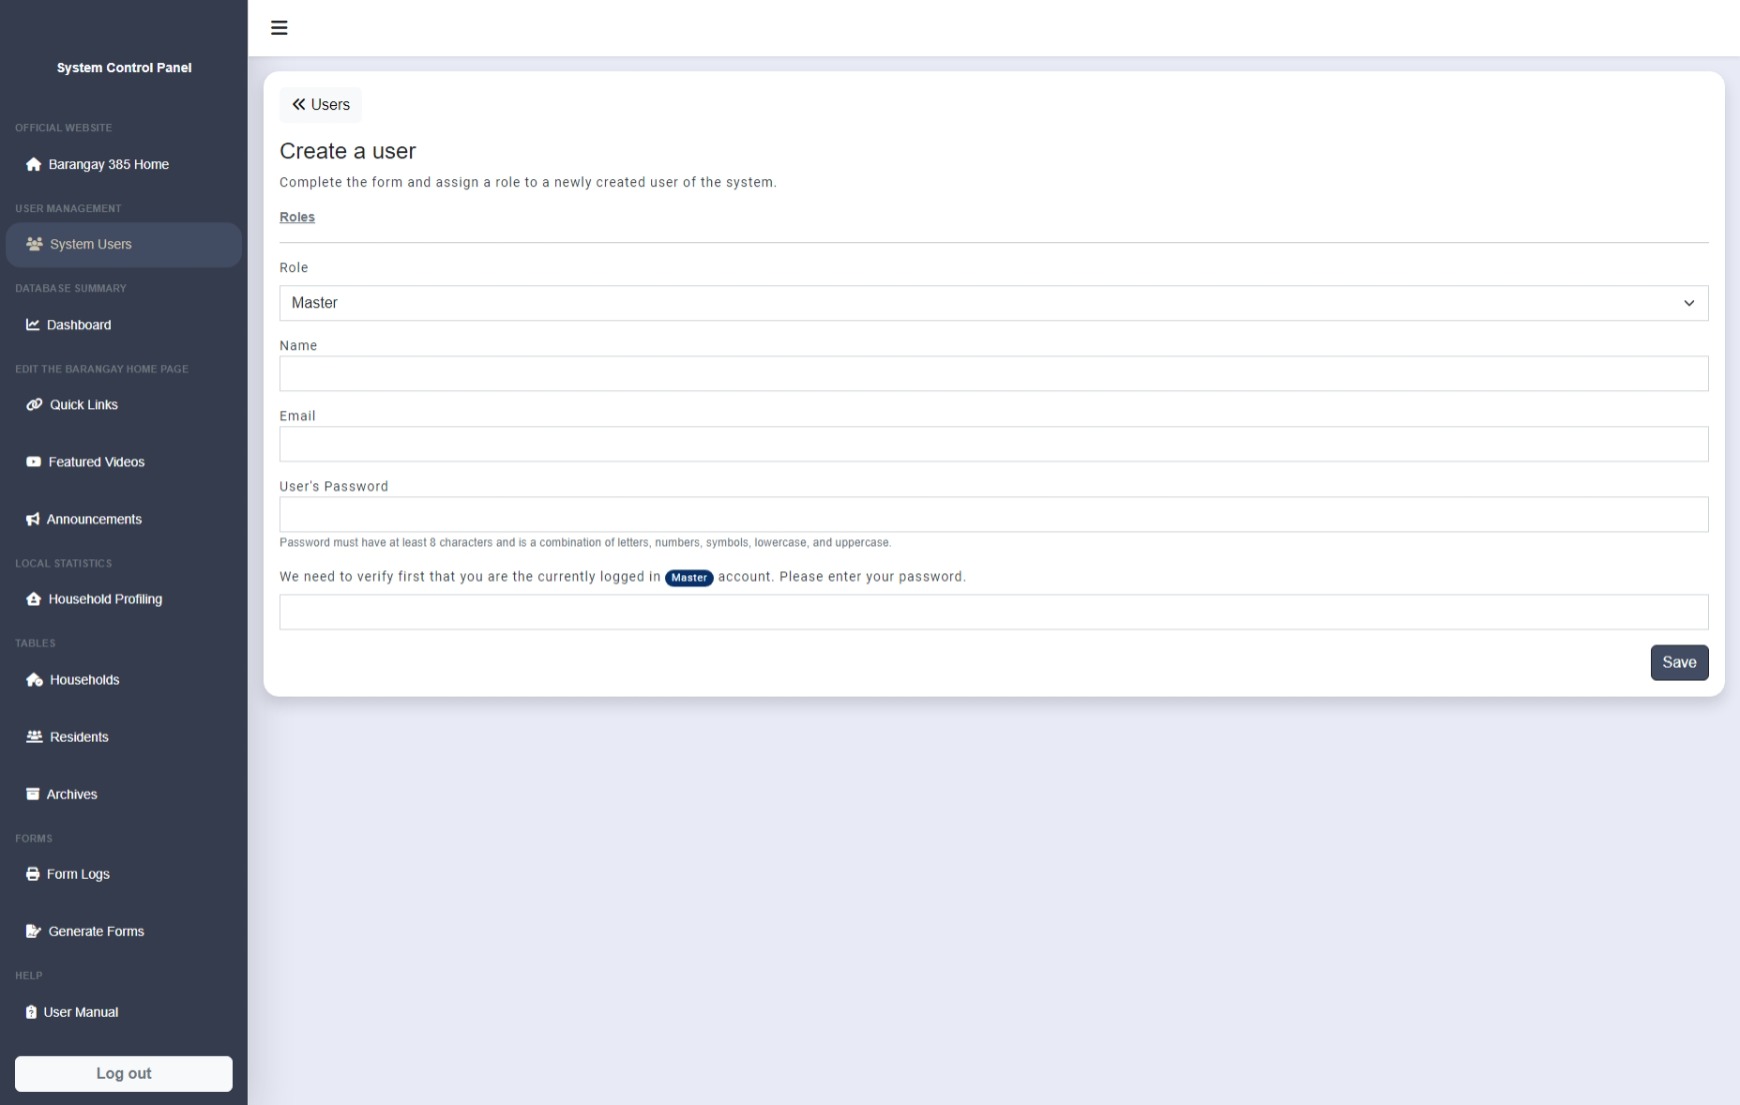 System Control Panel
OFFICIAL WEBSITE
Barangay 385 Home
USER MANAGEMENT
System Users
DATABASE SUMMARY
Dashboard
EDIT THE BARANGAY HOME PAGE
Quick Links
Featured Videos
Announcements
LOCAL STATISTICS
Household Profiling
TABLES
Households
Residents
Archives
FORMS
Form Logs
Generate Forms
HELP
User Manual
Log out
Users
Create a user
Complete the form and assign a role to a newly created user of the system.
Roles
Role
Master
Name
Email
User's Password
Password must have at least 8 characters and is a combination of letters, numbers, symbols, lowercase, and uppercase.
We need to verify first that you are the currently logged in Master account. Please enter your password.
Save